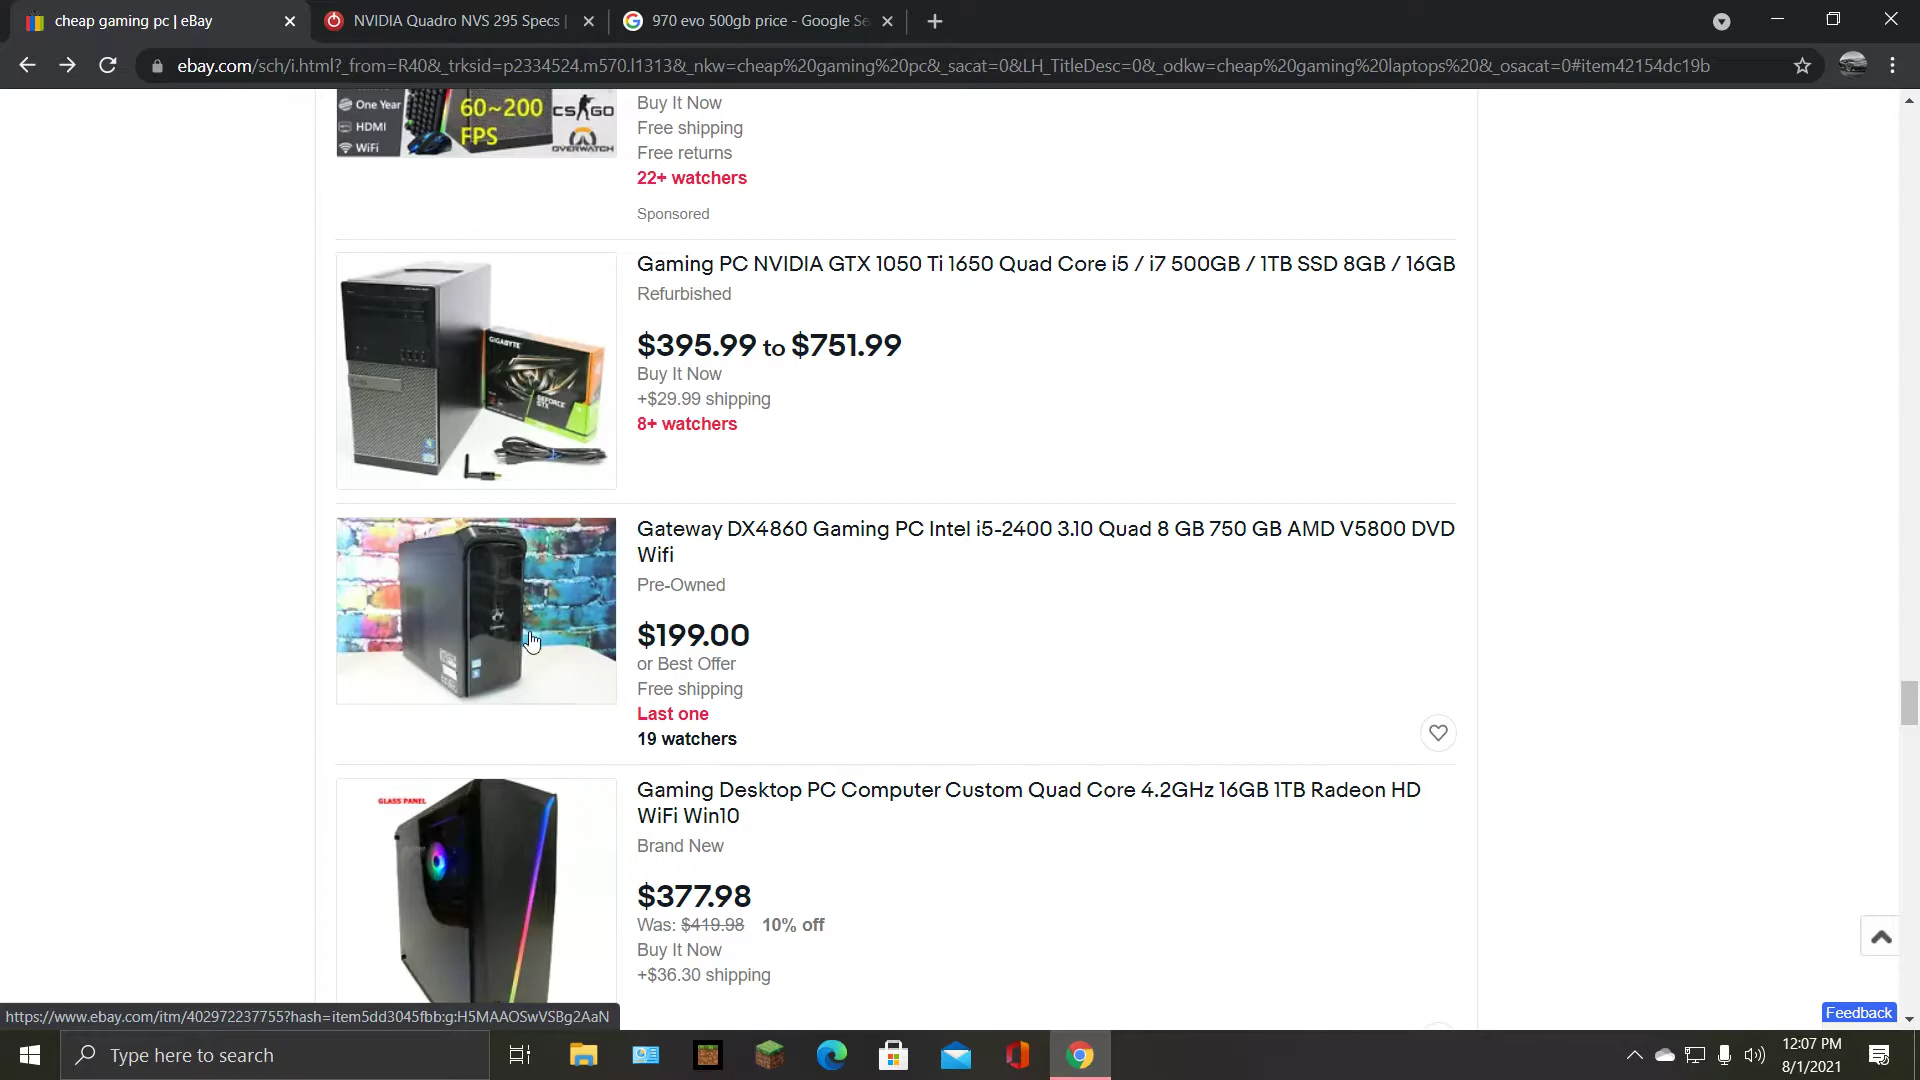 cheap gaming pc | eBay
NVIDIA Quadro NVS 295 Specs |
970 evo 500gb price - Google Se
ebay.com/sch/i.html?_from=R40&_trksid=p2334524.m570.l1313&_nkw=cheap%20gaming%20pc&_sacat=0&LH_TitleDesc=0&_odkw=cheap%20gaming%20laptops%20&_osacat=0#item42154dc19b
One Year
HDMI
WiFi
60~200
FPS
CS GO
OVERWATCH
Buy It Now
Free shipping
Free returns
22+ watchers
Sponsored
GIGABYTE
GEFORCE
GTX
Gaming PC NVIDIA GTX 1050 Ti 1650 Quad Core i5 / i7 500GB / 1TB SSD 8GB / 16GB
Refurbished
$395.99 to $751.99
Buy It Now
+$29.99 shipping
8+ watchers
Gateway DX4860 Gaming PC Intel i5-2400 3.10 Quad 8 GB 750 GB AMD V5800 DVD
Wifi
Pre-Owned
$199.00
or Best Offer
Free shipping
Last one
19 watchers
GLASS PANEL
Gaming Desktop PC Computer Custom Quad Core 4.2GHz 16GB 1TB Radeon HD
WiFi Win10
Brand New
$377.98
Was: $419.98 10% off
Buy It Now
+$36.30 shipping
Feedback
https://www.ebay.com/itm/402972237755?hash=item5dd3045fbb:g:H5MAAOSwVSBg2AaN
Type here to search
12:07 PM
8/1/2021